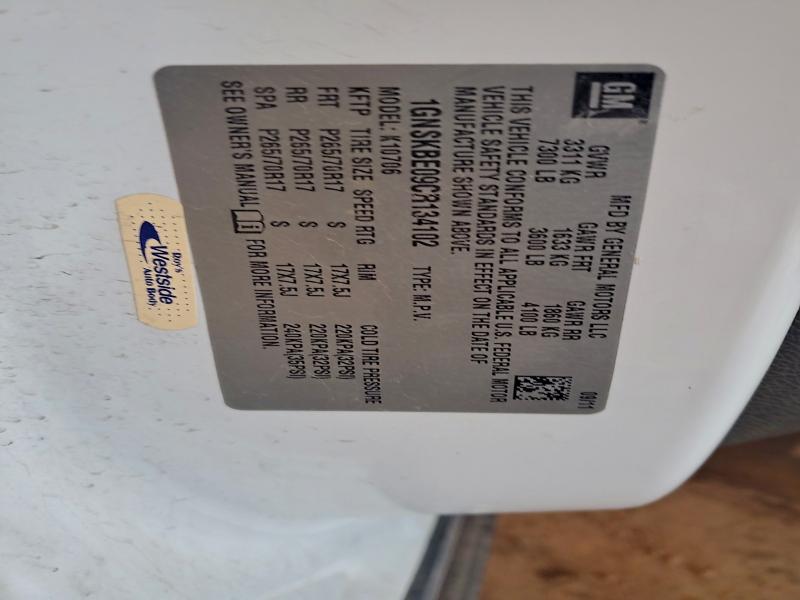 GM
MFD BY GENERAL MOTORS LLC
09/11
GVWR GAWR FRT GAWR RR
3311 KG 1633 KG 1860 KG
7300 LB 3600 LB 4100 LB
THIS VEHICLE CONFORMS TO ALL APPLICABLE U.S. FEDERAL MOTOR
VEHICLE SAFETY STANDARDS IN EFFECT ON THE DATE OF
MANUFACTURE SHOWN ABOVE.
1GNSKBE09CR134102 TYPE: M.P.V.
MODEL: K10706
KFTP TIRE SIZE SPEED RTG RIM COLD TIRE PRESSURE
FRT P265/70R17 S 17X7.5J 220KPA(32PSI)
RR P265/70R17 S 17X7.5J 220KPA(32PSI)
SPA P265/70R17 S 17X7.5J 240KPA(35PSI)
SEE OWNER'S MANUAL FOR MORE INFORMATION.
Roy's
Westside
Auto Body